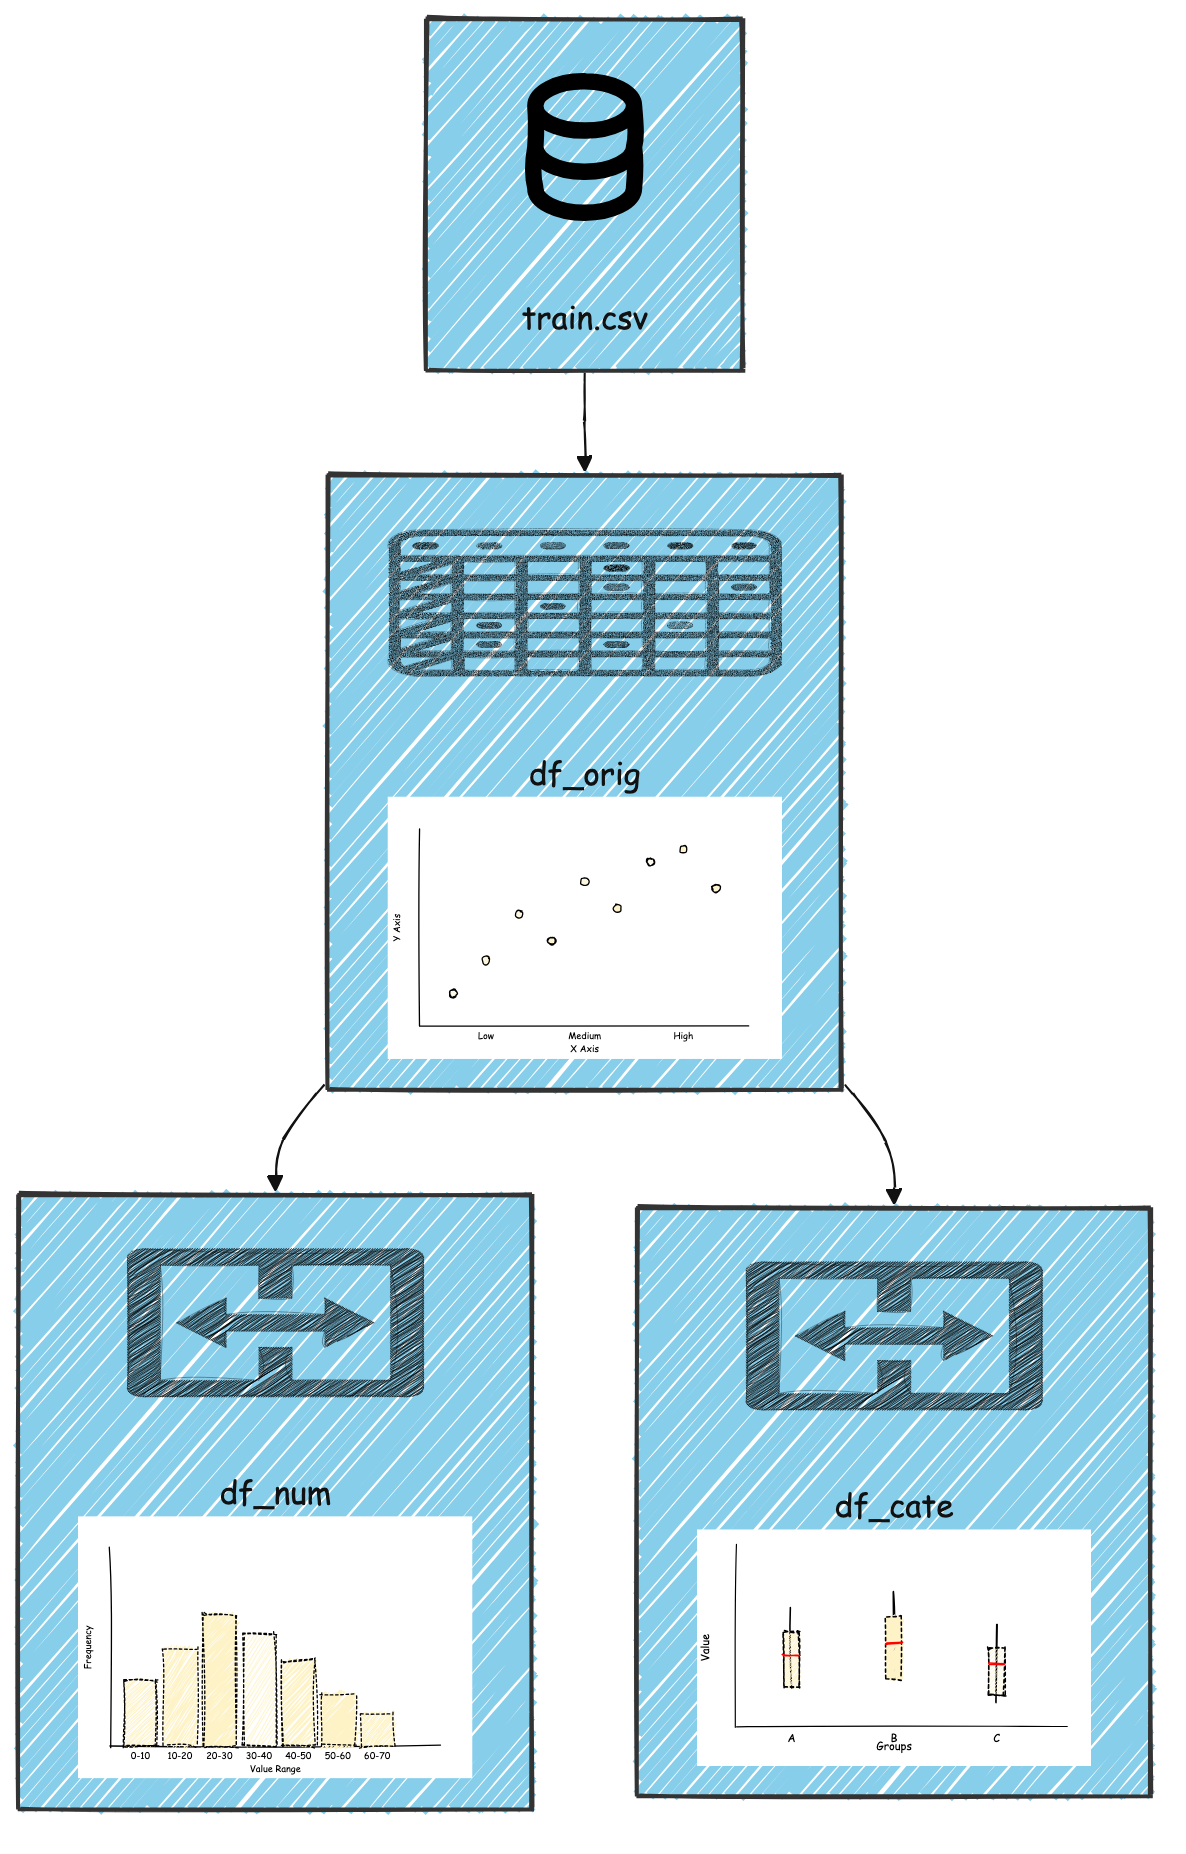 train.csv
df_orig
Y Axis
Low Medium High
X Axis
df_num
Frequency
0-10 10-20 20-30 30-40 40-50 50-60 60-70
Value Range
df_cate
Value
A B C
Groups